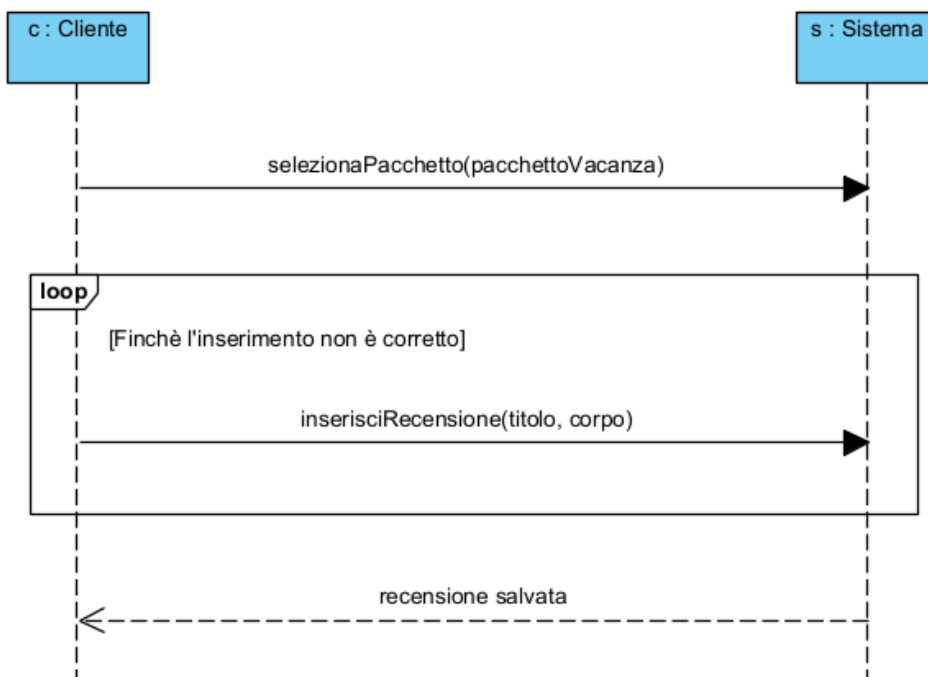 c : Cliente
s : Sistema
selezionaPacchetto(pacchettoVacanza)
loop
[Finchè l'inserimento non è corretto]
inserisciRecensione(titolo, corpo)
recensione salvata